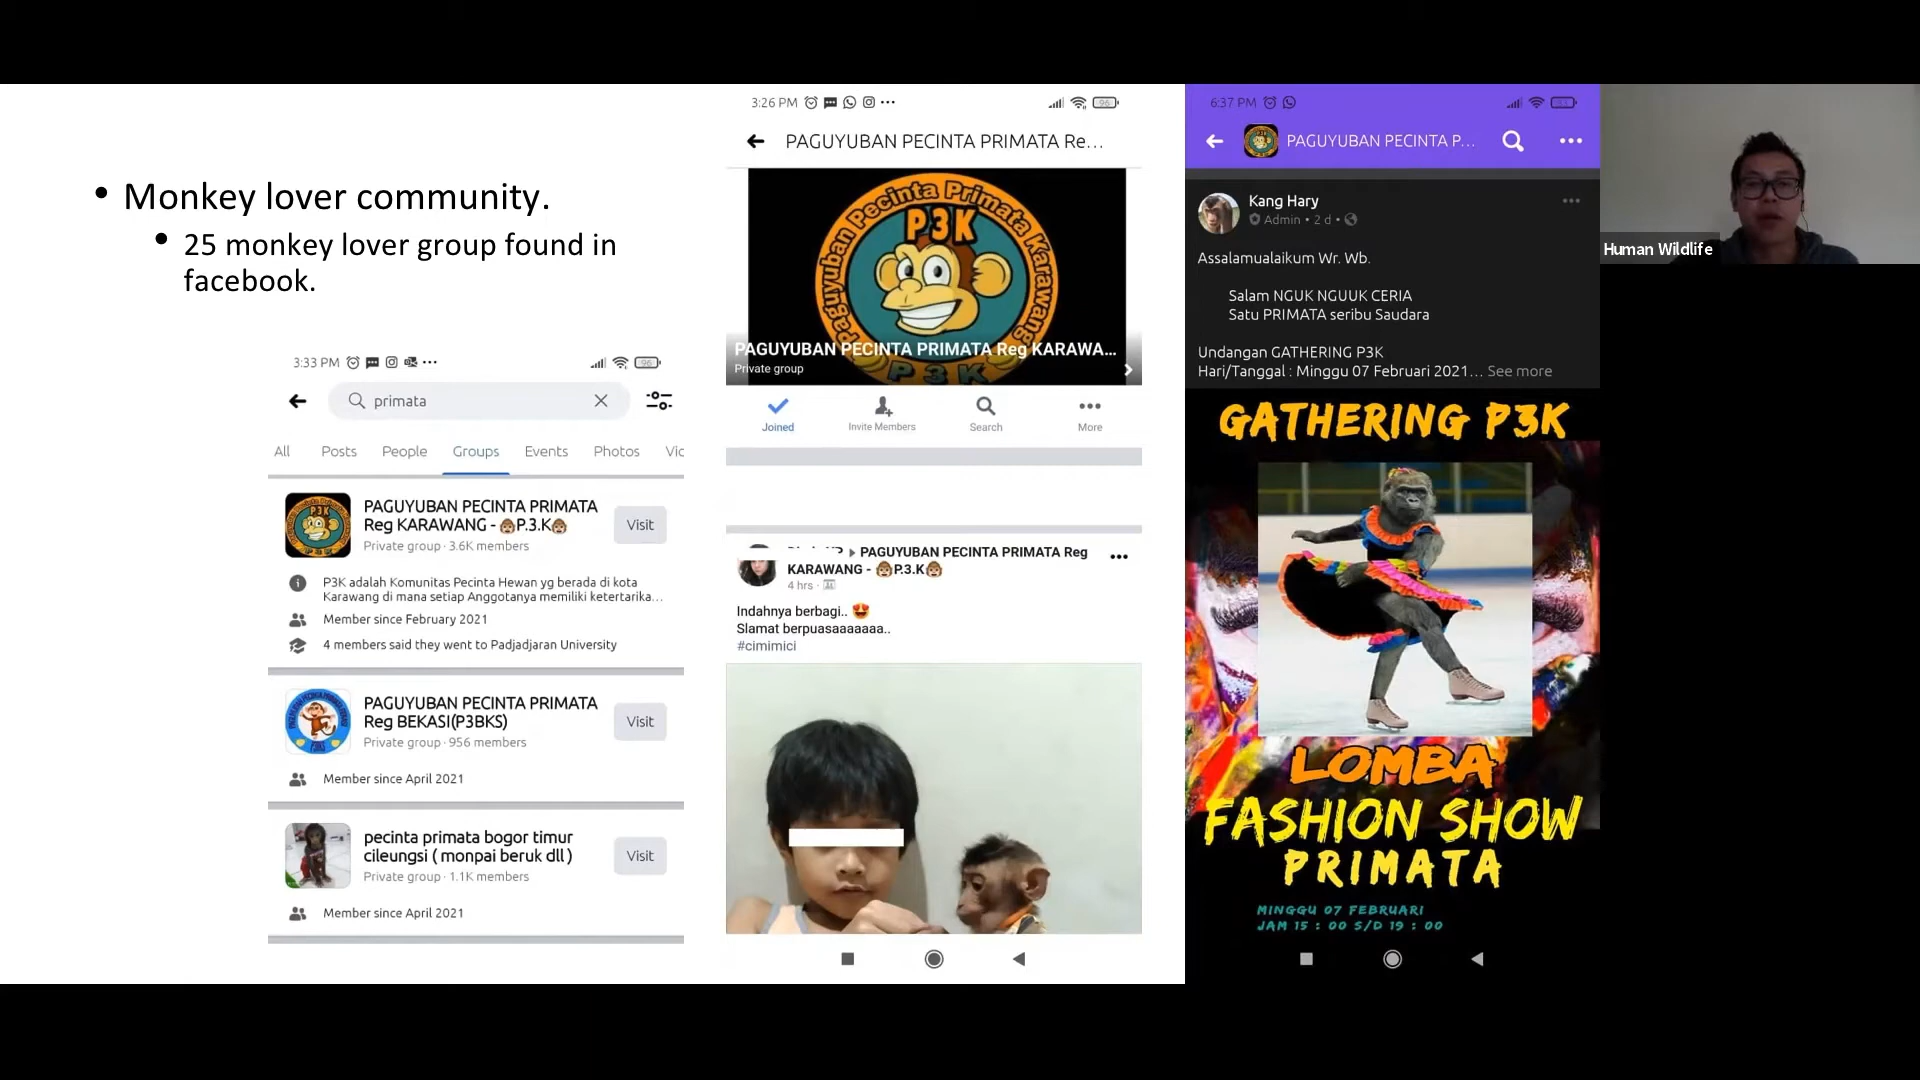 • Monkey lover community.
• 25 monkey lover group found in
facebook.
3:33 PM
primata
All Posts People Groups Events Photos Vic
PAGUYUBAN PECINTA PRIMATA
Reg KARAWANG - 🙉P.3.K🙉
Private group · 3.6K members
Visit
P3K adalah Komunitas Pecinta Hewan yg berada di kota
Karawang di mana setiap Anggotanya memiliki ketertarika…
Member since February 2021
4 members said they went to Padjadjaran University
PAGUYUBAN PECINTA PRIMATA
Reg BEKASI(P3BKS)
Private group · 956 members
Visit
Member since April 2021
pecinta primata bogor timur
cileungsi ( monpai beruk dll )
Private group · 1.1K members
Visit
Member since April 2021
3:26 PM
96
PAGUYUBAN PECINTA PRIMATA Re…
Paguyuban Pecinta Primata Karawang
P3K
PAGUYUBAN PECINTA PRIMATA Reg KARAWA…
Private group
P3K
Joined Invite Members Search More
PAGUYUBAN PECINTA PRIMATA Reg
KARAWANG - 🙉P.3.K🙉
4 hrs ·
Indahnya berbagi.. 😍
Slamat berpuasaaaaaaa..
#cimimici
6:37 PM
PAGUYUBAN PECINTA P…
Kang Hary
Admin • 2 d •
Assalamualaikum Wr. Wb.
Salam NGUK NGUUK CERIA
Satu PRIMATA seribu Saudara
Undangan GATHERING P3K
Hari/Tanggal : Minggu 07 Februari 2021… See more
GATHERING P3K
LOMBA
FASHION SHOW
PRIMATA
MINGGU 07 FEBRUARI
JAM 15 : 00 S/D 19 : 00
Human Wildlife